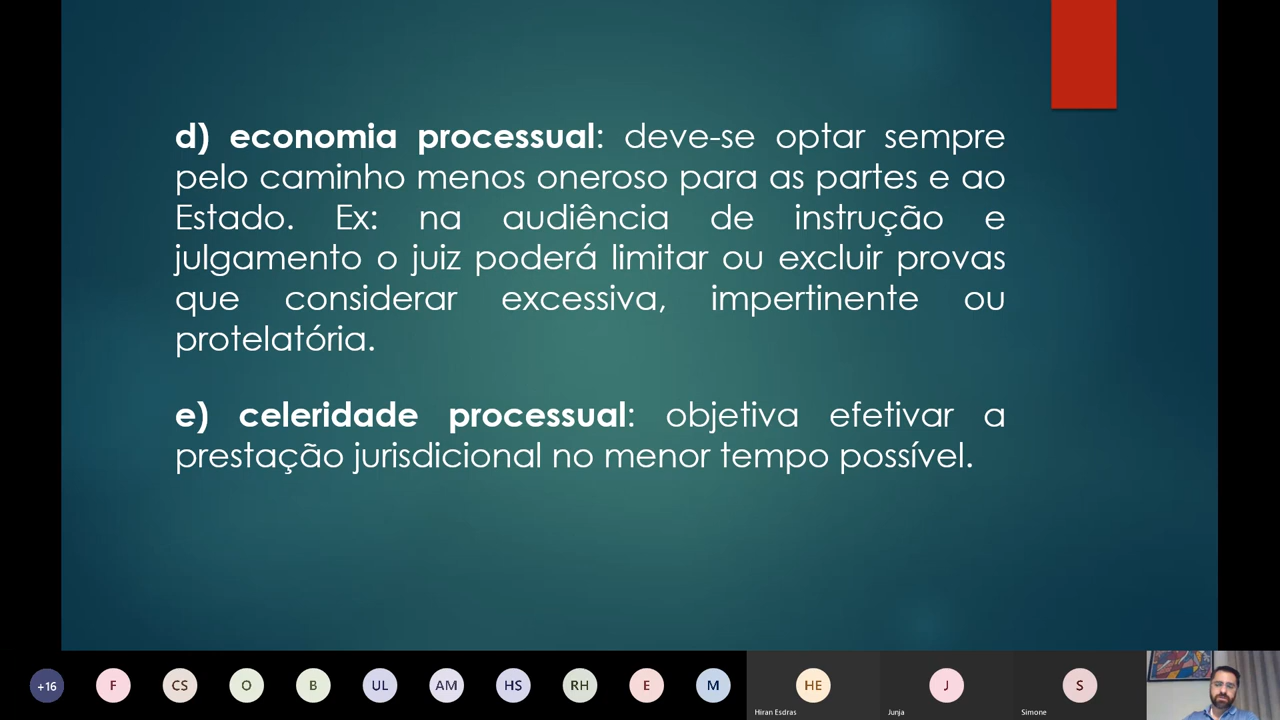 d) economia processual: deve-se optar sempre
pelo caminho menos oneroso para as partes e ao
Estado. Ex: na audiência de instrução e
julgamento o juiz poderá limitar ou excluir provas
que considerar excessiva, impertinente ou
protelatória.
e) celeridade processual: objetiva efetivar a
prestação jurisdicional no menor tempo possível.
+16 F CS O B UL AM HS RH E M HE J S
Hiran Esdras Junja Simone